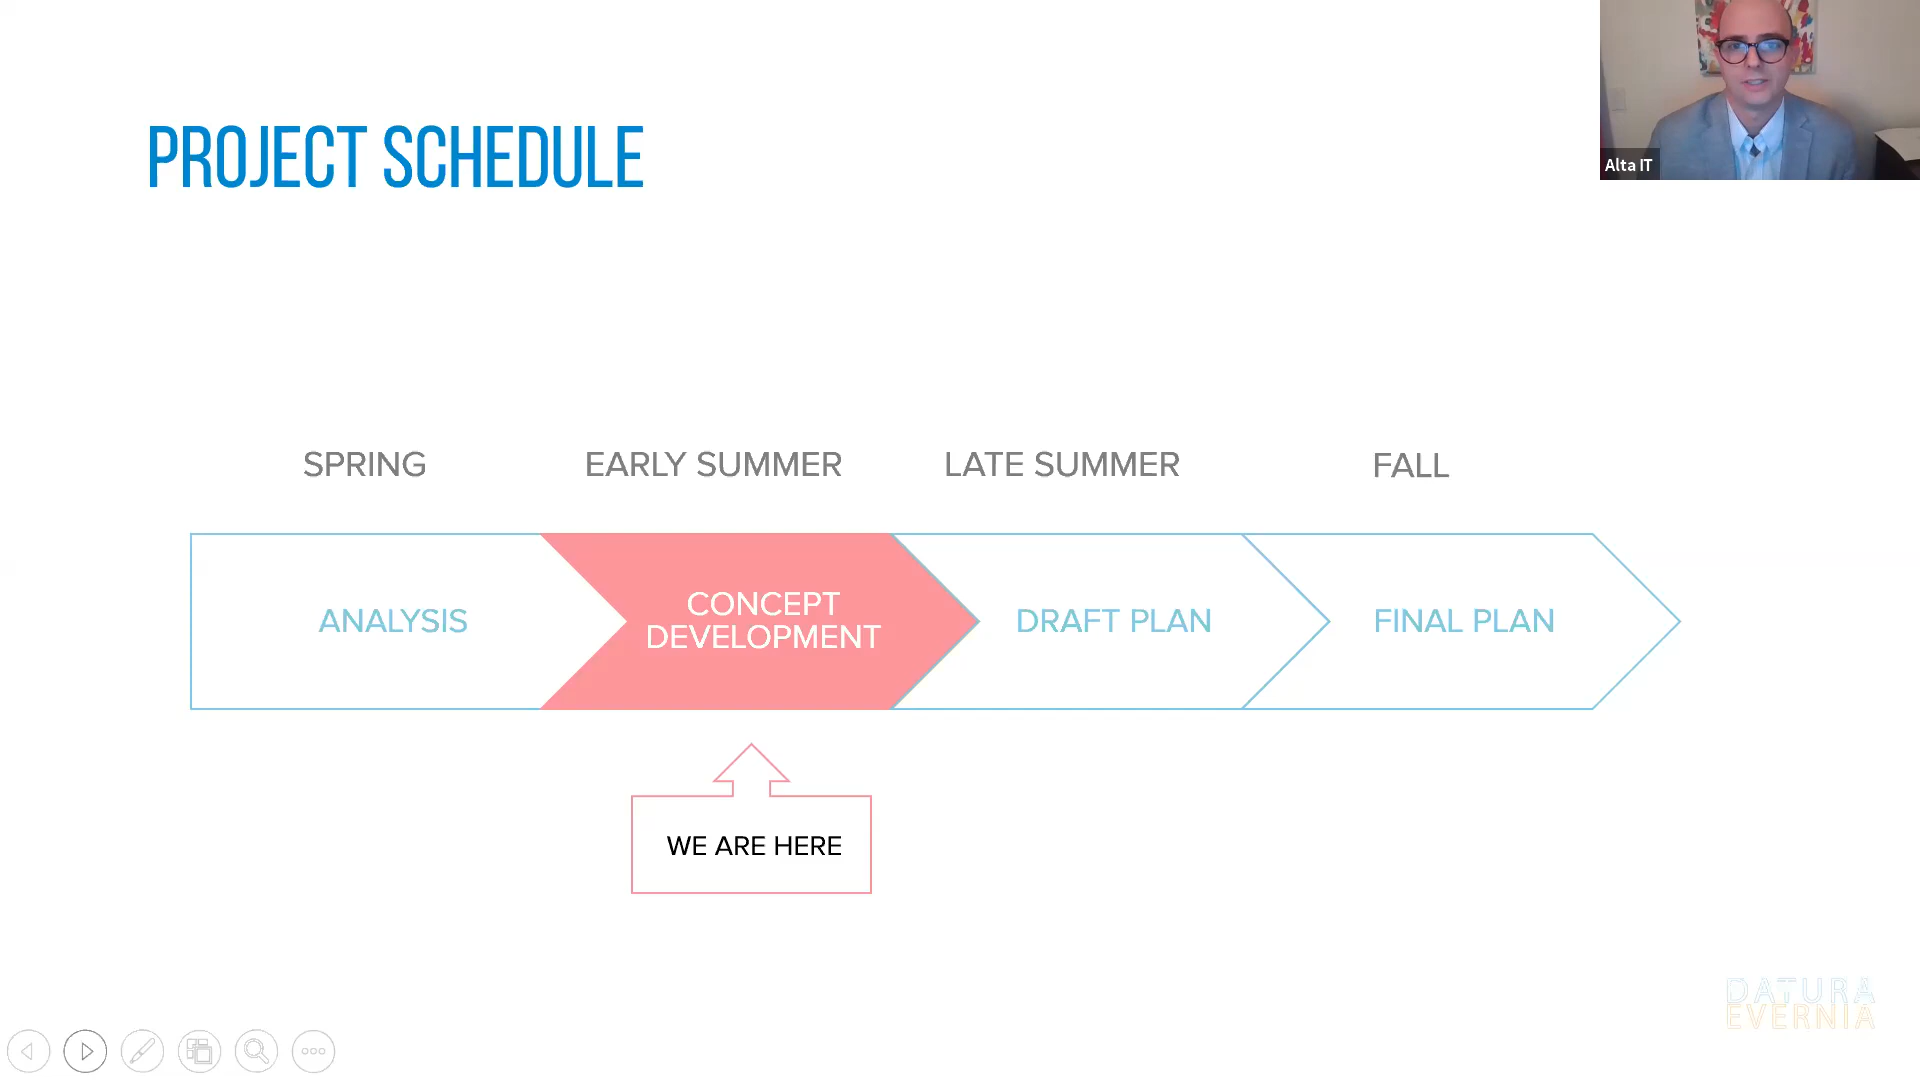 PROJECT SCHEDULE
Alta IT
SPRING
EARLY SUMMER
LATE SUMMER
FALL
ANALYSIS
CONCEPT
DEVELOPMENT
DRAFT PLAN
FINAL PLAN
WE ARE HERE
DATURA
EVERNIA